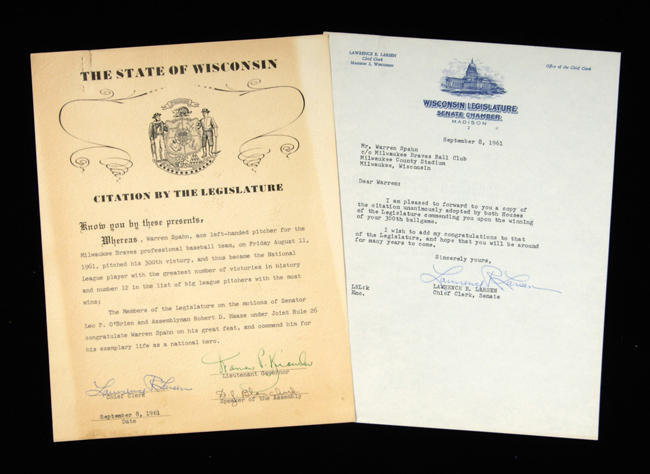 THE STATE OF WISCONSIN
CITATION BY THE LEGISLATURE
Know you by these presents,
Whereas, Warren Spahn, ace left-handed pitcher for the
Milwaukee Braves professional baseball team, on Friday August 11,
1961, pitched his 300th victory, and thus became the National
league player with the greatest number of victories in history
and number 12 in the list of big league pitchers with the most
wins;
The Members of the Legislature on the motions of Senator
Leo P. O'Brien and Assemblyman Robert D. Haase under Joint Rule 26
congratulate Warren Spahn on his great feat, and command him for
his exemplary life as a national hero.
Lieutenant Governor
Lawrence R. Larsen
Chief Clerk
Speaker of the Assembly
September 8, 1961
Date
LAWRENCE R. LARSEN
Chief Clerk
Madison 2, Wisconsin
Office of the Chief Clerk
WISCONSIN LEGISLATURE
SENATE CHAMBER
MADISON
2
September 8, 1961
Mr. Warren Spahn
c/o Milwaukee Braves Ball Club
Milwaukee County Stadium
Milwaukee, Wisconsin
Dear Warren:
I am pleased to forward to you a copy of
the citation unanimously adopted by both Houses
of the Legislature commending you upon the winning
of your 300th ballgame.
I wish to add my congratulations to that
of the Legislature, and hope that you will be around
for many years to come.
Sincerely yours,
Lawrence R. Larsen
LAWRENCE R. LARSEN
Chief Clerk, Senate
LRLck
Enc.